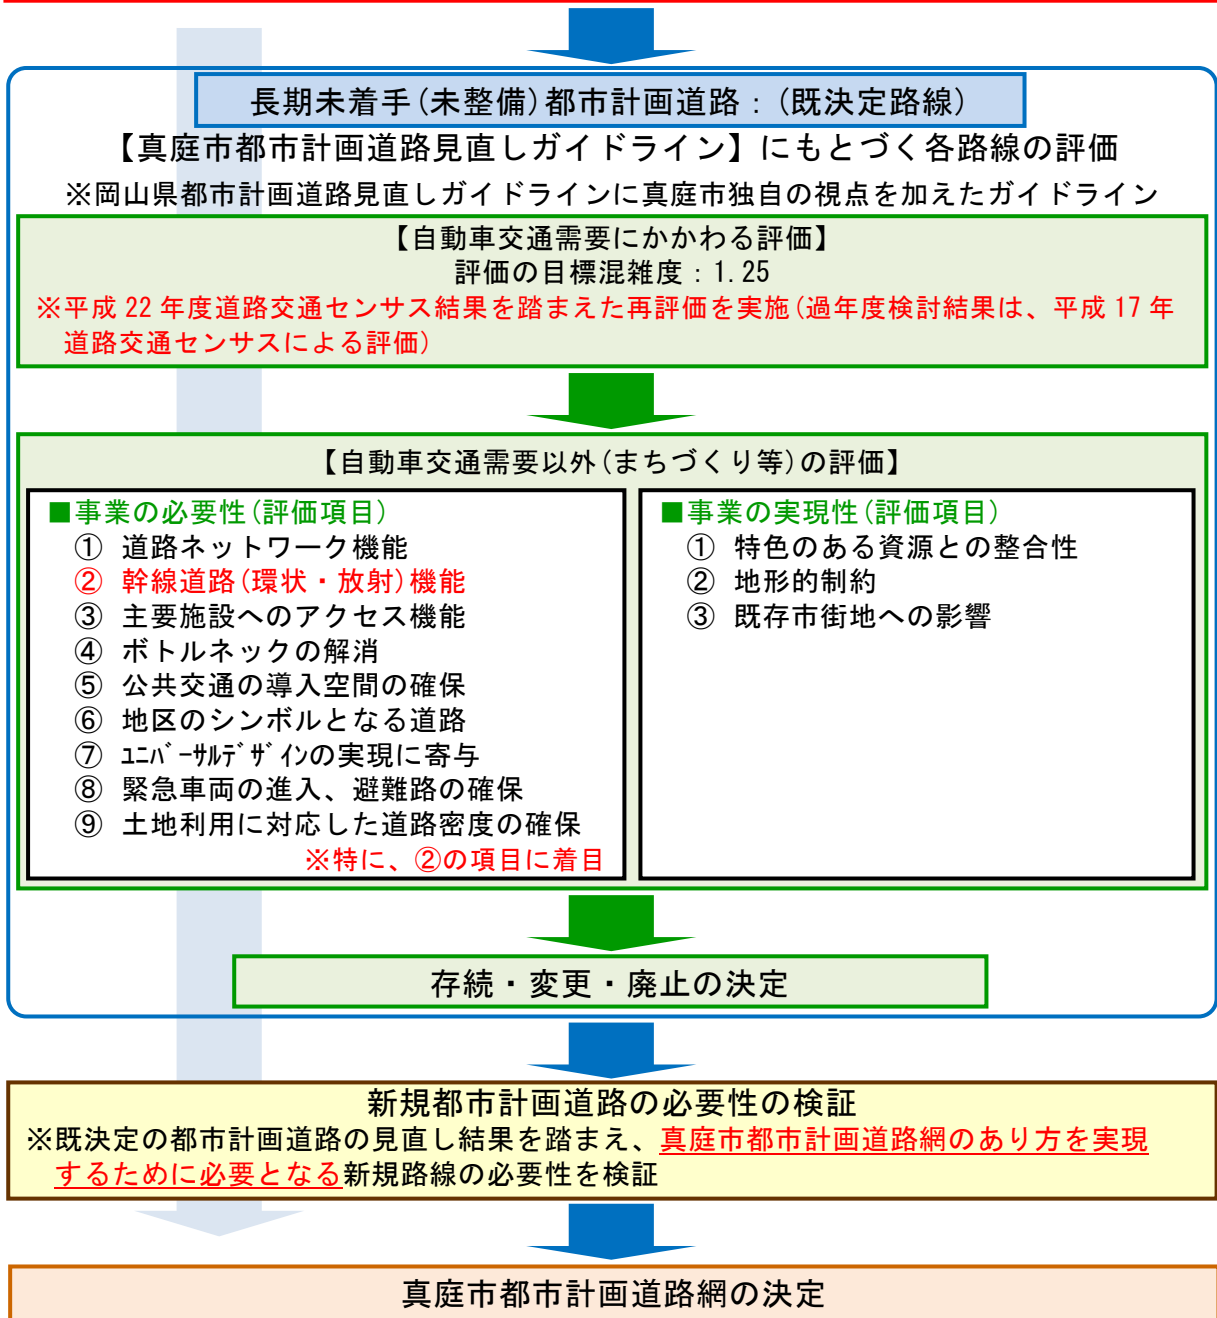 長期未着手(未整備)都市計画道路：(既決定路線)
【真庭市都市計画道路見直しガイドライン】にもとづく各路線の評価
※岡山県都市計画道路見直しガイドラインに真庭市独自の視点を加えたガイドライン
【自動車交通需要にかかわる評価】
評価の目標混雑度：1.25
※平成22年度道路交通センサス結果を踏まえた再評価を実施(過年度検討結果は、平成17年
道路交通センサスによる評価)
【自動車交通需要以外(まちづくり等)の評価】
■事業の必要性(評価項目)
① 道路ネットワーク機能
② 幹線道路(環状・放射)機能
③ 主要施設へのアクセス機能
④ ボトルネックの解消
⑤ 公共交通の導入空間の確保
⑥ 地区のシンボルとなる道路
⑦ ﾕﾆﾊﾞｰｻﾙﾃﾞｻﾞｲﾝの実現に寄与
⑧ 緊急車両の進入、避難路の確保
⑨ 土地利用に対応した道路密度の確保
※特に、②の項目に着目
■事業の実現性(評価項目)
① 特色のある資源との整合性
② 地形的制約
③ 既存市街地への影響
存続・変更・廃止の決定
新規都市計画道路の必要性の検証
※既決定の都市計画道路の見直し結果を踏まえ、真庭市都市計画道路網のあり方を実現
するために必要となる新規路線の必要性を検証
真庭市都市計画道路網の決定